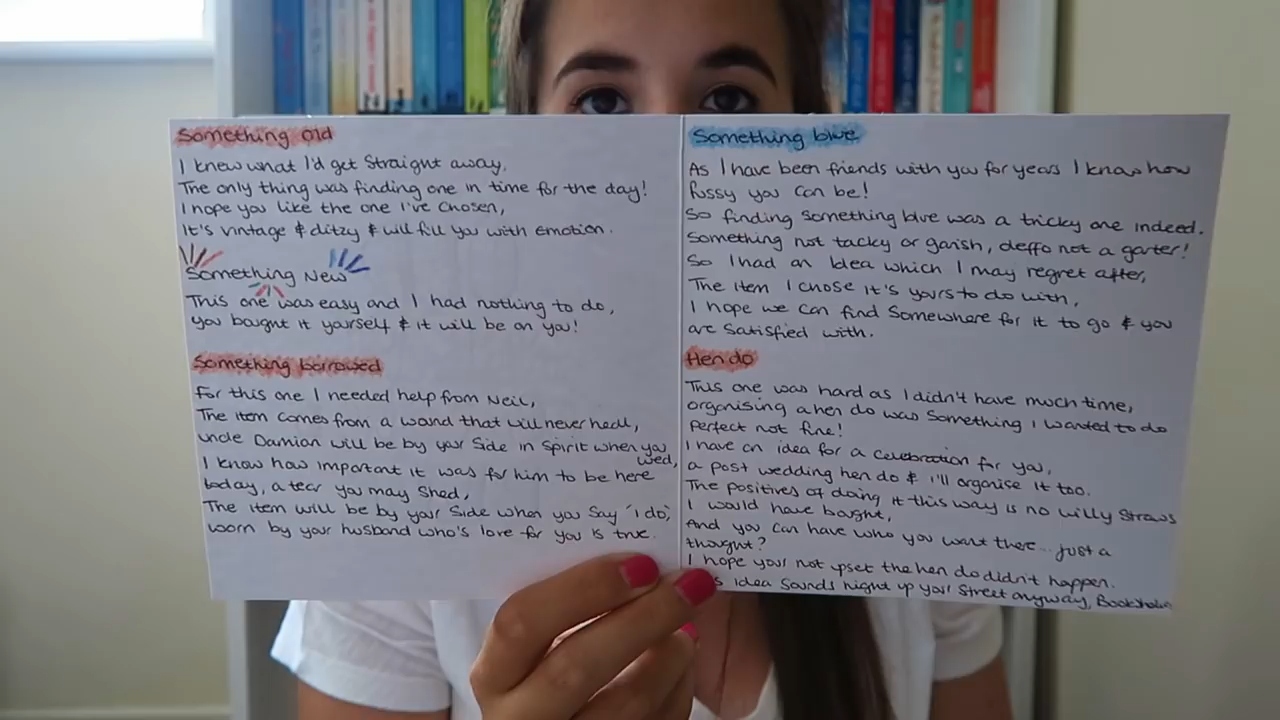 Something old
I knew what I'd get straight away,
The only thing was finding one in time for the day!
I hope you like the one I've chosen,
It's vintage & ditzy & will fill you with emotion.
Something New
This one was easy and I had nothing to do,
you bought it yourself & it will be on you!
Something borrowed
For this one I needed help from Neil,
The item comes from a wound that will never heal,
uncle Damian will be by your side in spirit when you
wed,
I know how important it was for him to be here
today, a tear you may shed,
The item will be by your side when you say 'I do',
worn by your husband who's love for you is true.
Something blue
As I have been friends with you for years I know how
fussy you can be!
So finding something blue was a tricky one indeed.
Something not tacky or garish, deffo not a garter!
So I had an idea which I may regret after,
The item I chose it's yours to do with,
I hope we can find somewhere for it to go & you
are satisfied with.
Hen do
This one was hard as I didn't have much time,
organising a hen do was something I wanted to do
perfect not fine!
I have an idea for a celebration for you,
a post wedding hen do & I'll organise it too.
The positives of doing it this way is no willy straws
I would have bought,
And you can have who you want there... just a
thought?
I hope your not upset the hen do didn't happen.
idea sounds right up your street anyway,